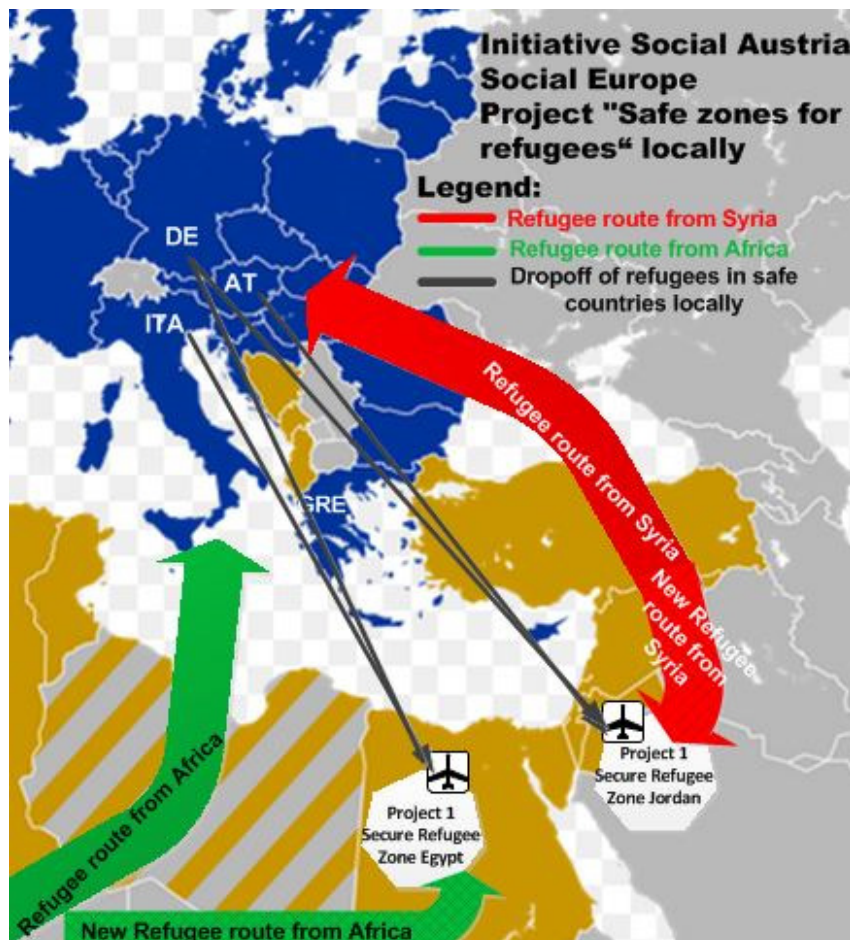 Initiative Social Austria
Social Europe
Project "Safe zones for
refugees“ locally
Legend:
Refugee route from Syria
Refugee route from Africa
Dropoff of refugees in safe
countries locally
DE
AT
ITA
GRE
Refugee route from Syria
New Refugee
route from
Syria
Refugee route from Africa
Project 1
Secure Refugee
Zone Jordan
Project 1
Secure Refugee
Zone Egypt
New Refugee route from Africa